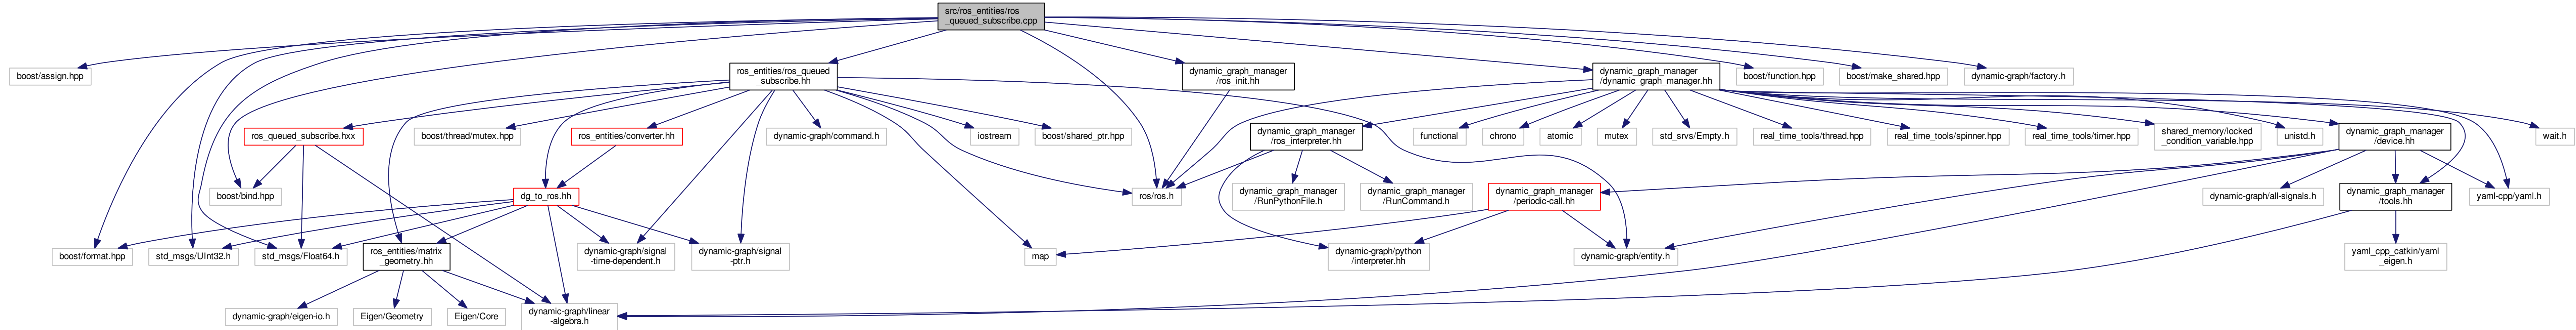 src/ros_entities/ros
_queued_subscribe.cpp
boost/assign.hpp
ros_entities/ros_queued
_subscribe.hh
dynamic_graph_manager
/ros_init.hh
dynamic_graph_manager
/dynamic_graph_manager.hh
boost/function.hpp
boost/make_shared.hpp
dynamic-graph/factory.h
ros_queued_subscribe.hxx
boost/thread/mutex.hpp
ros_entities/converter.hh
dynamic-graph/command.h
iostream
boost/shared_ptr.hpp
dynamic_graph_manager
/ros_interpreter.hh
functional
chrono
atomic
mutex
std_srvs/Empty.h
real_time_tools/thread.hpp
real_time_tools/spinner.hpp
real_time_tools/timer.hpp
shared_memory/locked
_condition_variable.hpp
unistd.h
dynamic_graph_manager
/device.hh
wait.h
boost/bind.hpp
dg_to_ros.hh
ros/ros.h
dynamic_graph_manager
/RunPythonFile.h
dynamic_graph_manager
/RunCommand.h
dynamic_graph_manager
/periodic-call.hh
dynamic-graph/all-signals.h
dynamic_graph_manager
/tools.hh
yaml-cpp/yaml.h
boost/format.hpp
std_msgs/UInt32.h
std_msgs/Float64.h
ros_entities/matrix
_geometry.hh
dynamic-graph/signal
-time-dependent.h
dynamic-graph/signal
-ptr.h
map
dynamic-graph/python
/interpreter.hh
dynamic-graph/entity.h
yaml_cpp_catkin/yaml
_eigen.h
dynamic-graph/eigen-io.h
Eigen/Geometry
Eigen/Core
dynamic-graph/linear
-algebra.h